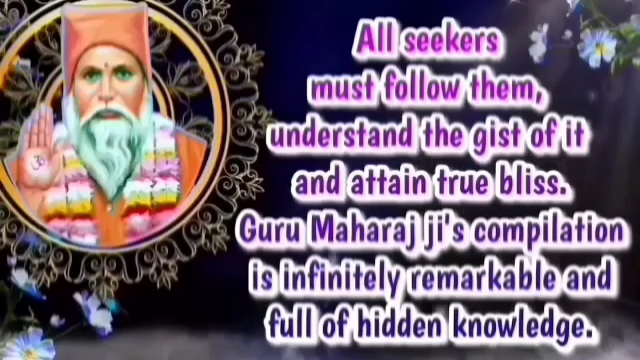 All seekers
must follow them,
understand the gist of it
and attain true bliss.
Guru Maharaj ji's compilation
is infinitely remarkable and
full of hidden knowledge.
ॐ